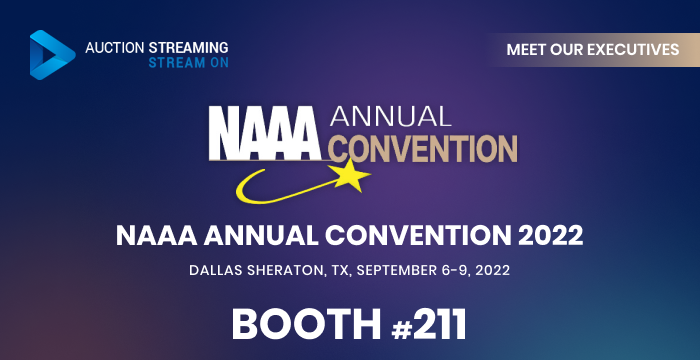 AUCTION STREAMING
STREAM ON
MEET OUR EXECUTIVES
NAAA ANNUAL
CONVENTION
NAAA ANNUAL CONVENTION 2022
DALLAS SHERATON, TX, SEPTEMBER 6-9, 2022
BOOTH #211